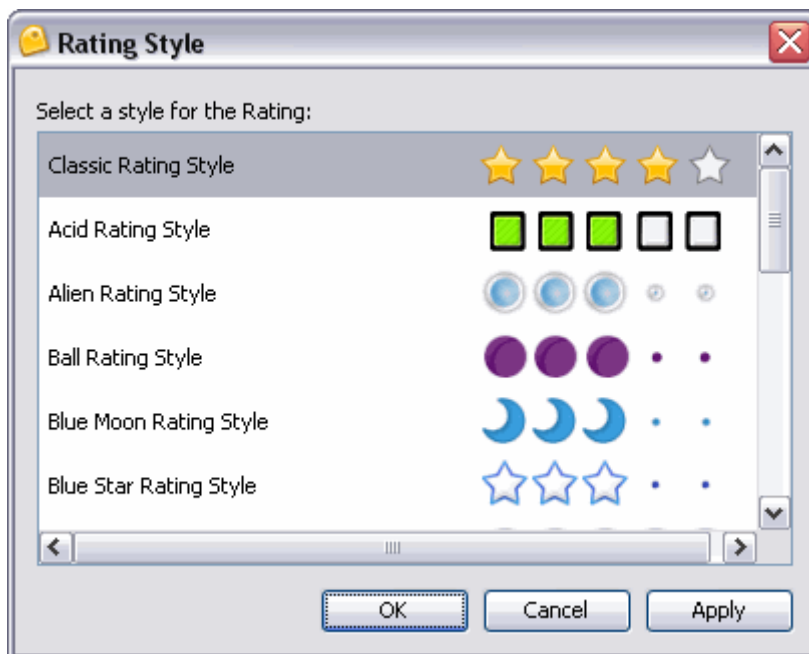 Rating Style
Select a style for the Rating:
Classic Rating Style
Acid Rating Style
Alien Rating Style
Ball Rating Style
Blue Moon Rating Style
Blue Star Rating Style
OK Cancel Apply